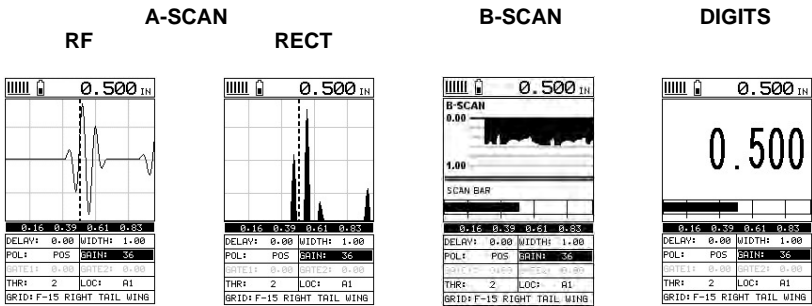 A-SCAN
B-SCAN
DIGITS
RF
RECT
0.500 IN
0.16 0.39 0.61 0.83
DELAY: 0.00 WIDTH: 1.00
POL: POS GAIN: 36
GATE1: 0.00 GATE2: 0.00
THR: 2 LOC: A1
GRID: F-15 RIGHT TAIL WING
0.500 IN
0.16 0.39 0.61 0.83
DELAY: 0.00 WIDTH: 1.00
POL: POS GAIN: 36
GATE1: 0.00 GATE2: 0.00
THR: 2 LOC: A1
GRID: F-15 RIGHT TAIL WING
0.500 IN
B-SCAN
0.00
1.00
SCAN BAR
0.16 0.39 0.61 0.83
DELAY: 0.00 WIDTH: 1.00
POL: POS GAIN: 36
THR: 2 LOC: A1
GRID: F-15 RIGHT TAIL WING
0.500 IN
0.500
0.16 0.39 0.61 0.83
DELAY: 0.00 WIDTH: 1.00
POL: POS GAIN: 36
GATE1: 0.00 GATE2: 0.00
THR: 2 LOC: A1
GRID: F-15 RIGHT TAIL WING